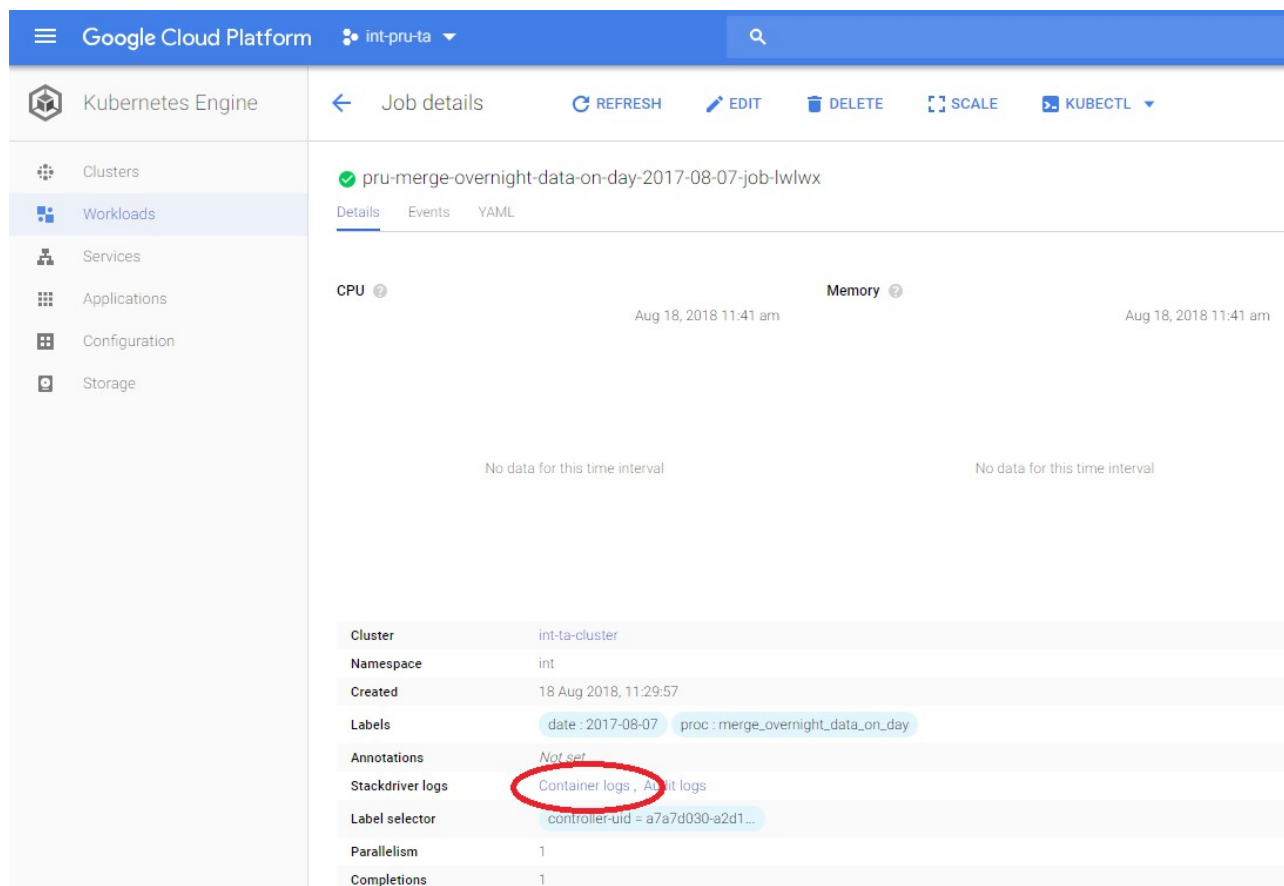 Google Cloud Platform int-pru-ta
Kubernetes Engine
Job details REFRESH EDIT DELETE SCALE KUBECTL
Clusters
Workloads
Services
Applications
Configuration
Storage
pru-merge-overnight-data-on-day-2017-08-07-job-lwlwx
Details Events YAML
CPU Memory
Aug 18, 2018 11:41 am Aug 18, 2018 11:41 am
No data for this time interval No data for this time interval
Cluster int-ta-cluster
Namespace int
Created 18 Aug 2018, 11:29:57
Labels date : 2017-08-07 proc : merge_overnight_data_on_day
Annotations Not set
Stackdriver logs Container logs , Audit logs
Label selector controller-uid = a7a7d030-a2d1...
Parallelism 1
Completions 1